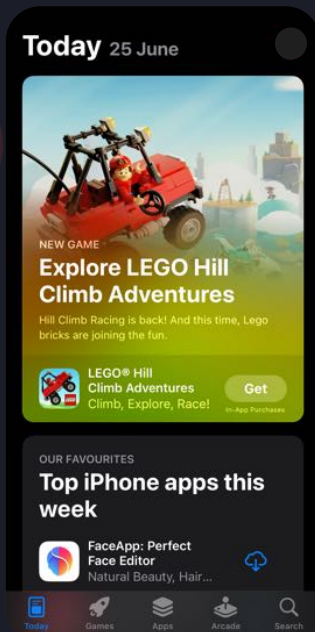 Today 25 June
NEW GAME
Explore LEGO Hill
Climb Adventures
Hill Climb Racing is back! And this time, Lego
bricks are joining the fun.
LEGO® Hill
Climb Adventures
Climb, Explore, Race!
Get
In-App Purchases
OUR FAVOURITES
Top iPhone apps this
week
FaceApp: Perfect
Face Editor
Natural Beauty, Hair...
Today
Games
Apps
Arcade
Search